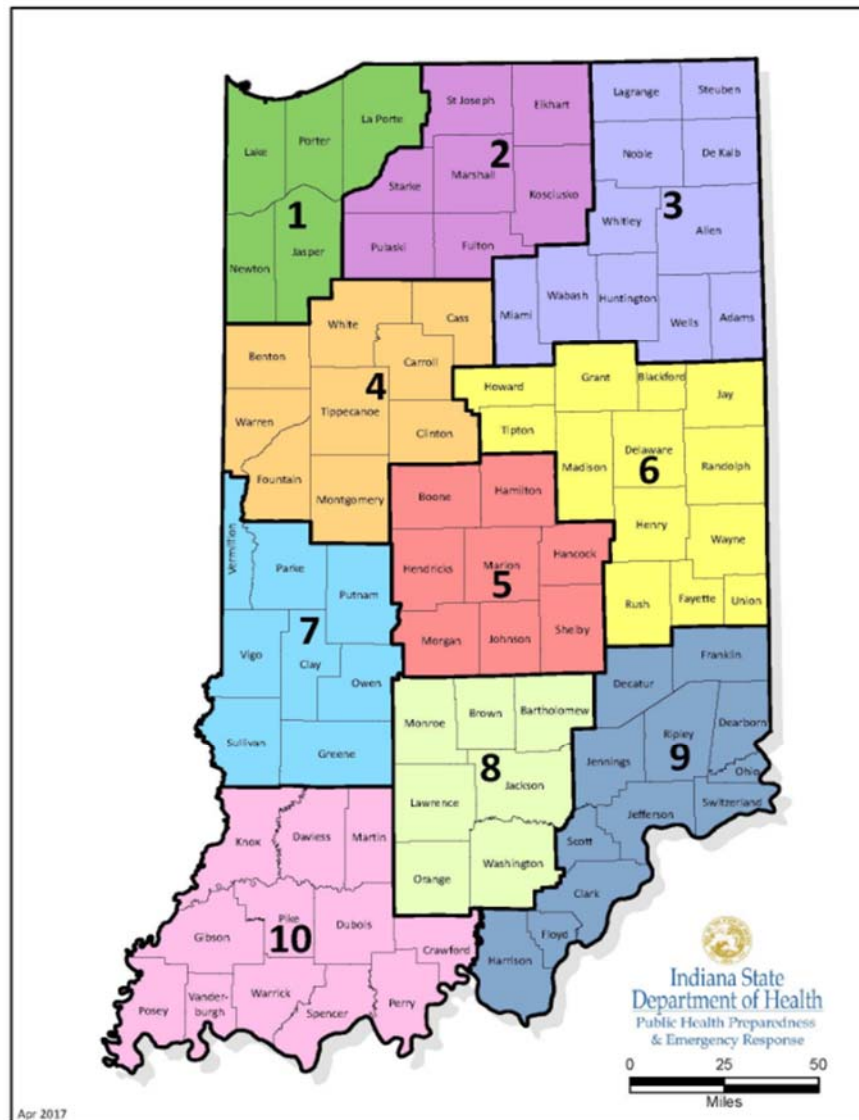 St Joseph
Elkhart
Lagrange
Steuben
La Porte
Lake
Porter
2
Noble
De Kalb
Starke
Marshall
Kosciusko
3
Whitley
Allen
1
Newton
Jasper
Pulaski
Fulton
Miami
Wabash
Huntington
Wells
Adams
White
Cass
Benton
Carroll
4
Grant
Blackford
Howard
Jay
Warren
Tippecanoe
Clinton
Tipton
Madison
Delaware
6
Randolph
Fountain
Montgomery
Boone
Hamilton
Henry
Wayne
Vermillion
Parke
Putnam
Hendricks
Marion
5
Hancock
Rush
Fayette
Union
7
Vigo
Clay
Owen
Morgan
Johnson
Shelby
Franklin
Decatur
Sullivan
Greene
Monroe
Brown
Bartholomew
Ripley
Dearborn
8
Jennings
9
Ohio
Lawrence
Jackson
Jefferson
Switzerland
Knox
Daviess
Martin
Scott
Orange
Washington
Clark
Pike
Dubois
Gibson
10
Crawford
Floyd
Harrison
Posey
Vander-
burgh
Warrick
Spencer
Perry
Indiana State
Department of Health
Public Health Preparedness
& Emergency Response
0 25 50
Miles
Apr 2017